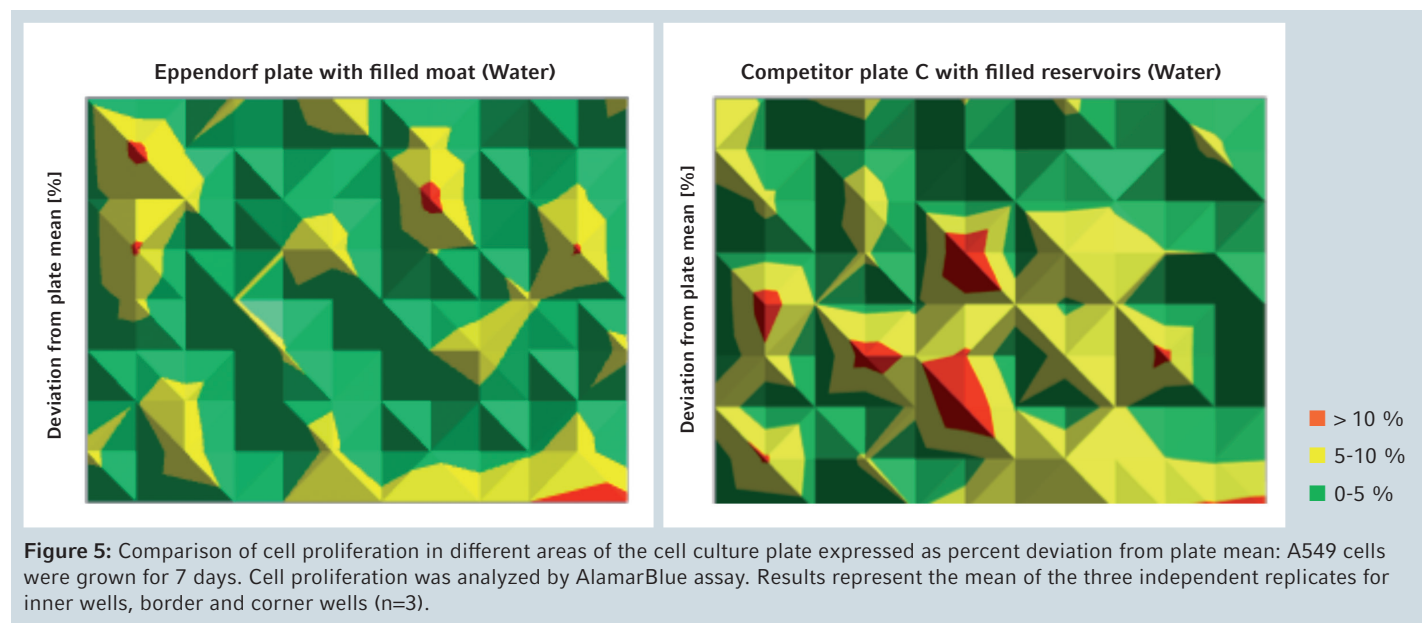 Eppendorf plate with filled moat (Water)
Deviation from plate mean [%]
Competitor plate C with filled reservoirs (Water)
Deviation from plate mean [%]
> 10 %
5-10 %
0-5 %
Figure 5: Comparison of cell proliferation in different areas of the cell culture plate expressed as percent deviation from plate mean: A549 cells
were grown for 7 days. Cell proliferation was analyzed by AlamarBlue assay. Results represent the mean of the three independent replicates for
inner wells, border and corner wells (n=3).